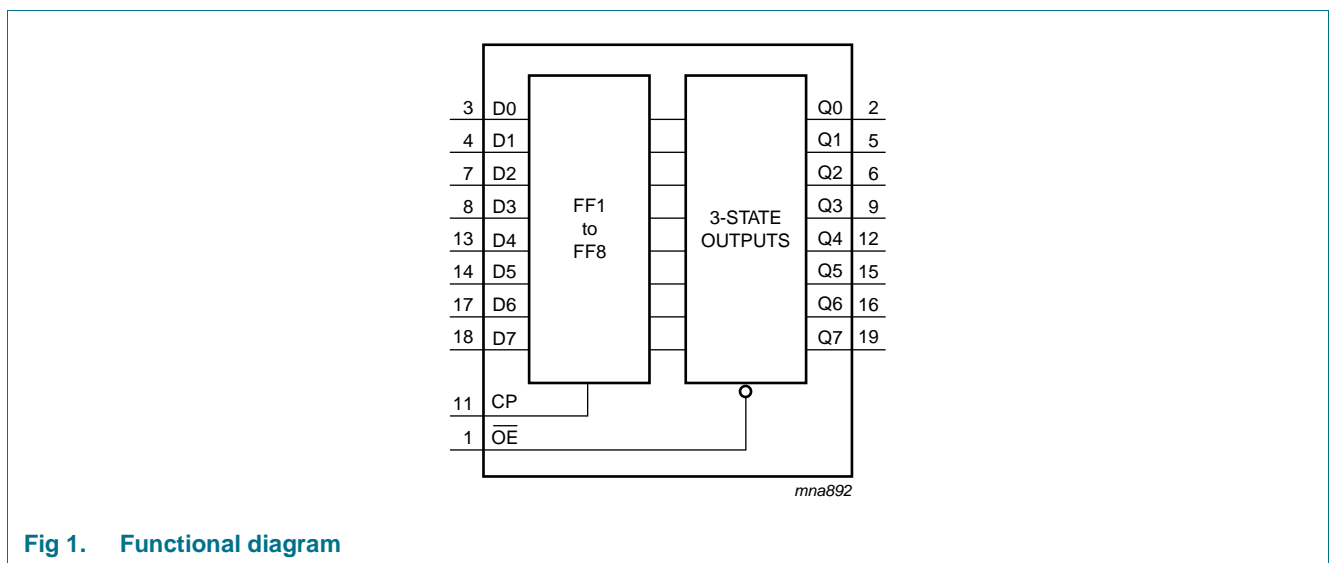 3 D0 Q0 2
4 D1 Q1 5
7 D2 Q2 6
8 D3 Q3 9
13 D4 Q4 12
14 D5 Q5 15
17 D6 Q6 16
18 D7 Q7 19
FF1
to
FF8
3-STATE
OUTPUTS
11 CP
1 O̅E̅
mna892
Fig 1. Functional diagram